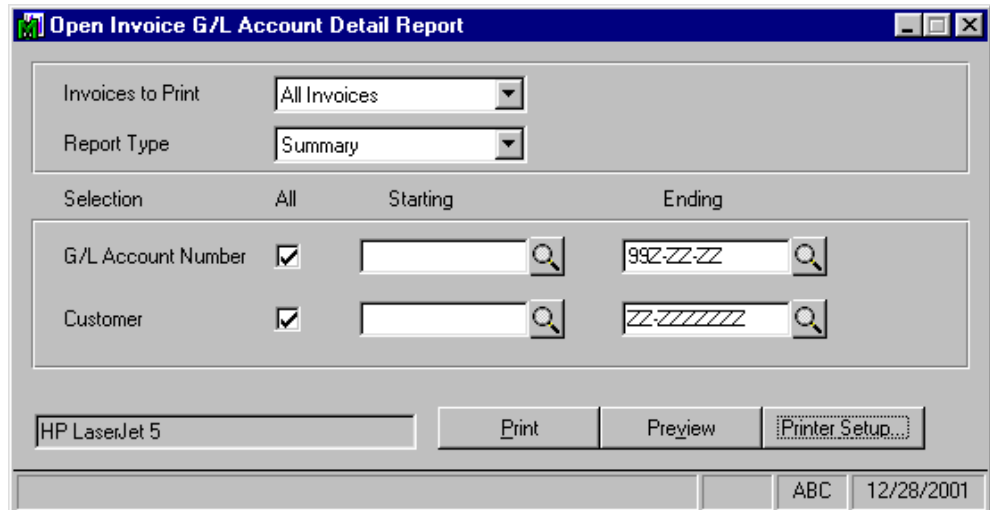 Open Invoice G/L Account Detail Report
Invoices to Print All Invoices
Report Type Summary
Selection All Starting Ending
G/L Account Number 99Z-ZZ-ZZ
Customer ZZ-ZZZZZZZ
HP LaserJet 5 Print Preview Printer Setup...
ABC 12/28/2001